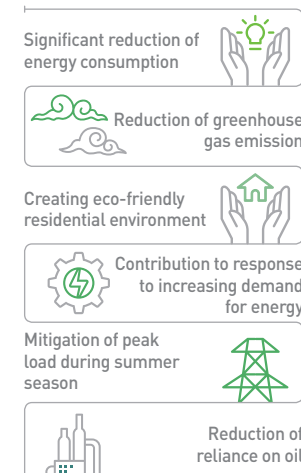 Significant reduction of
energy consumption
Reduction of greenhouse
gas emission
Creating eco-friendly
residential environment
Contribution to response
to increasing demand
for energy
Mitigation of peak
load during summer
season
Reduction of
reliance on oil